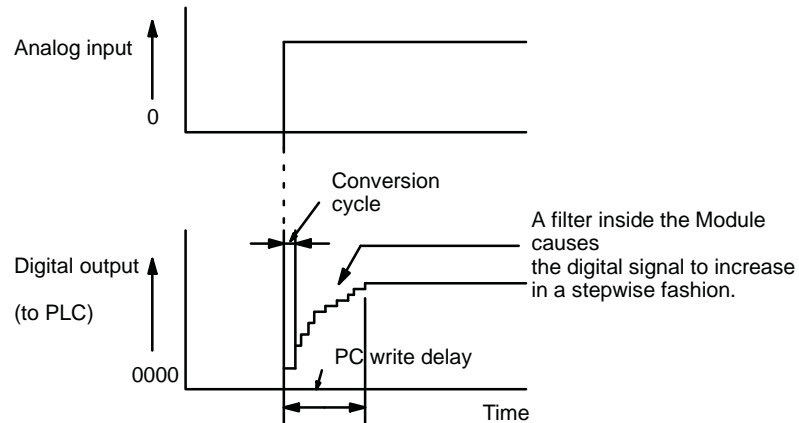 Analog input
0
Conversion
cycle
A filter inside the Module
causes
the digital signal to increase
in a stepwise fashion.
Digital output
(to PLC)
PC write delay
0000
Time